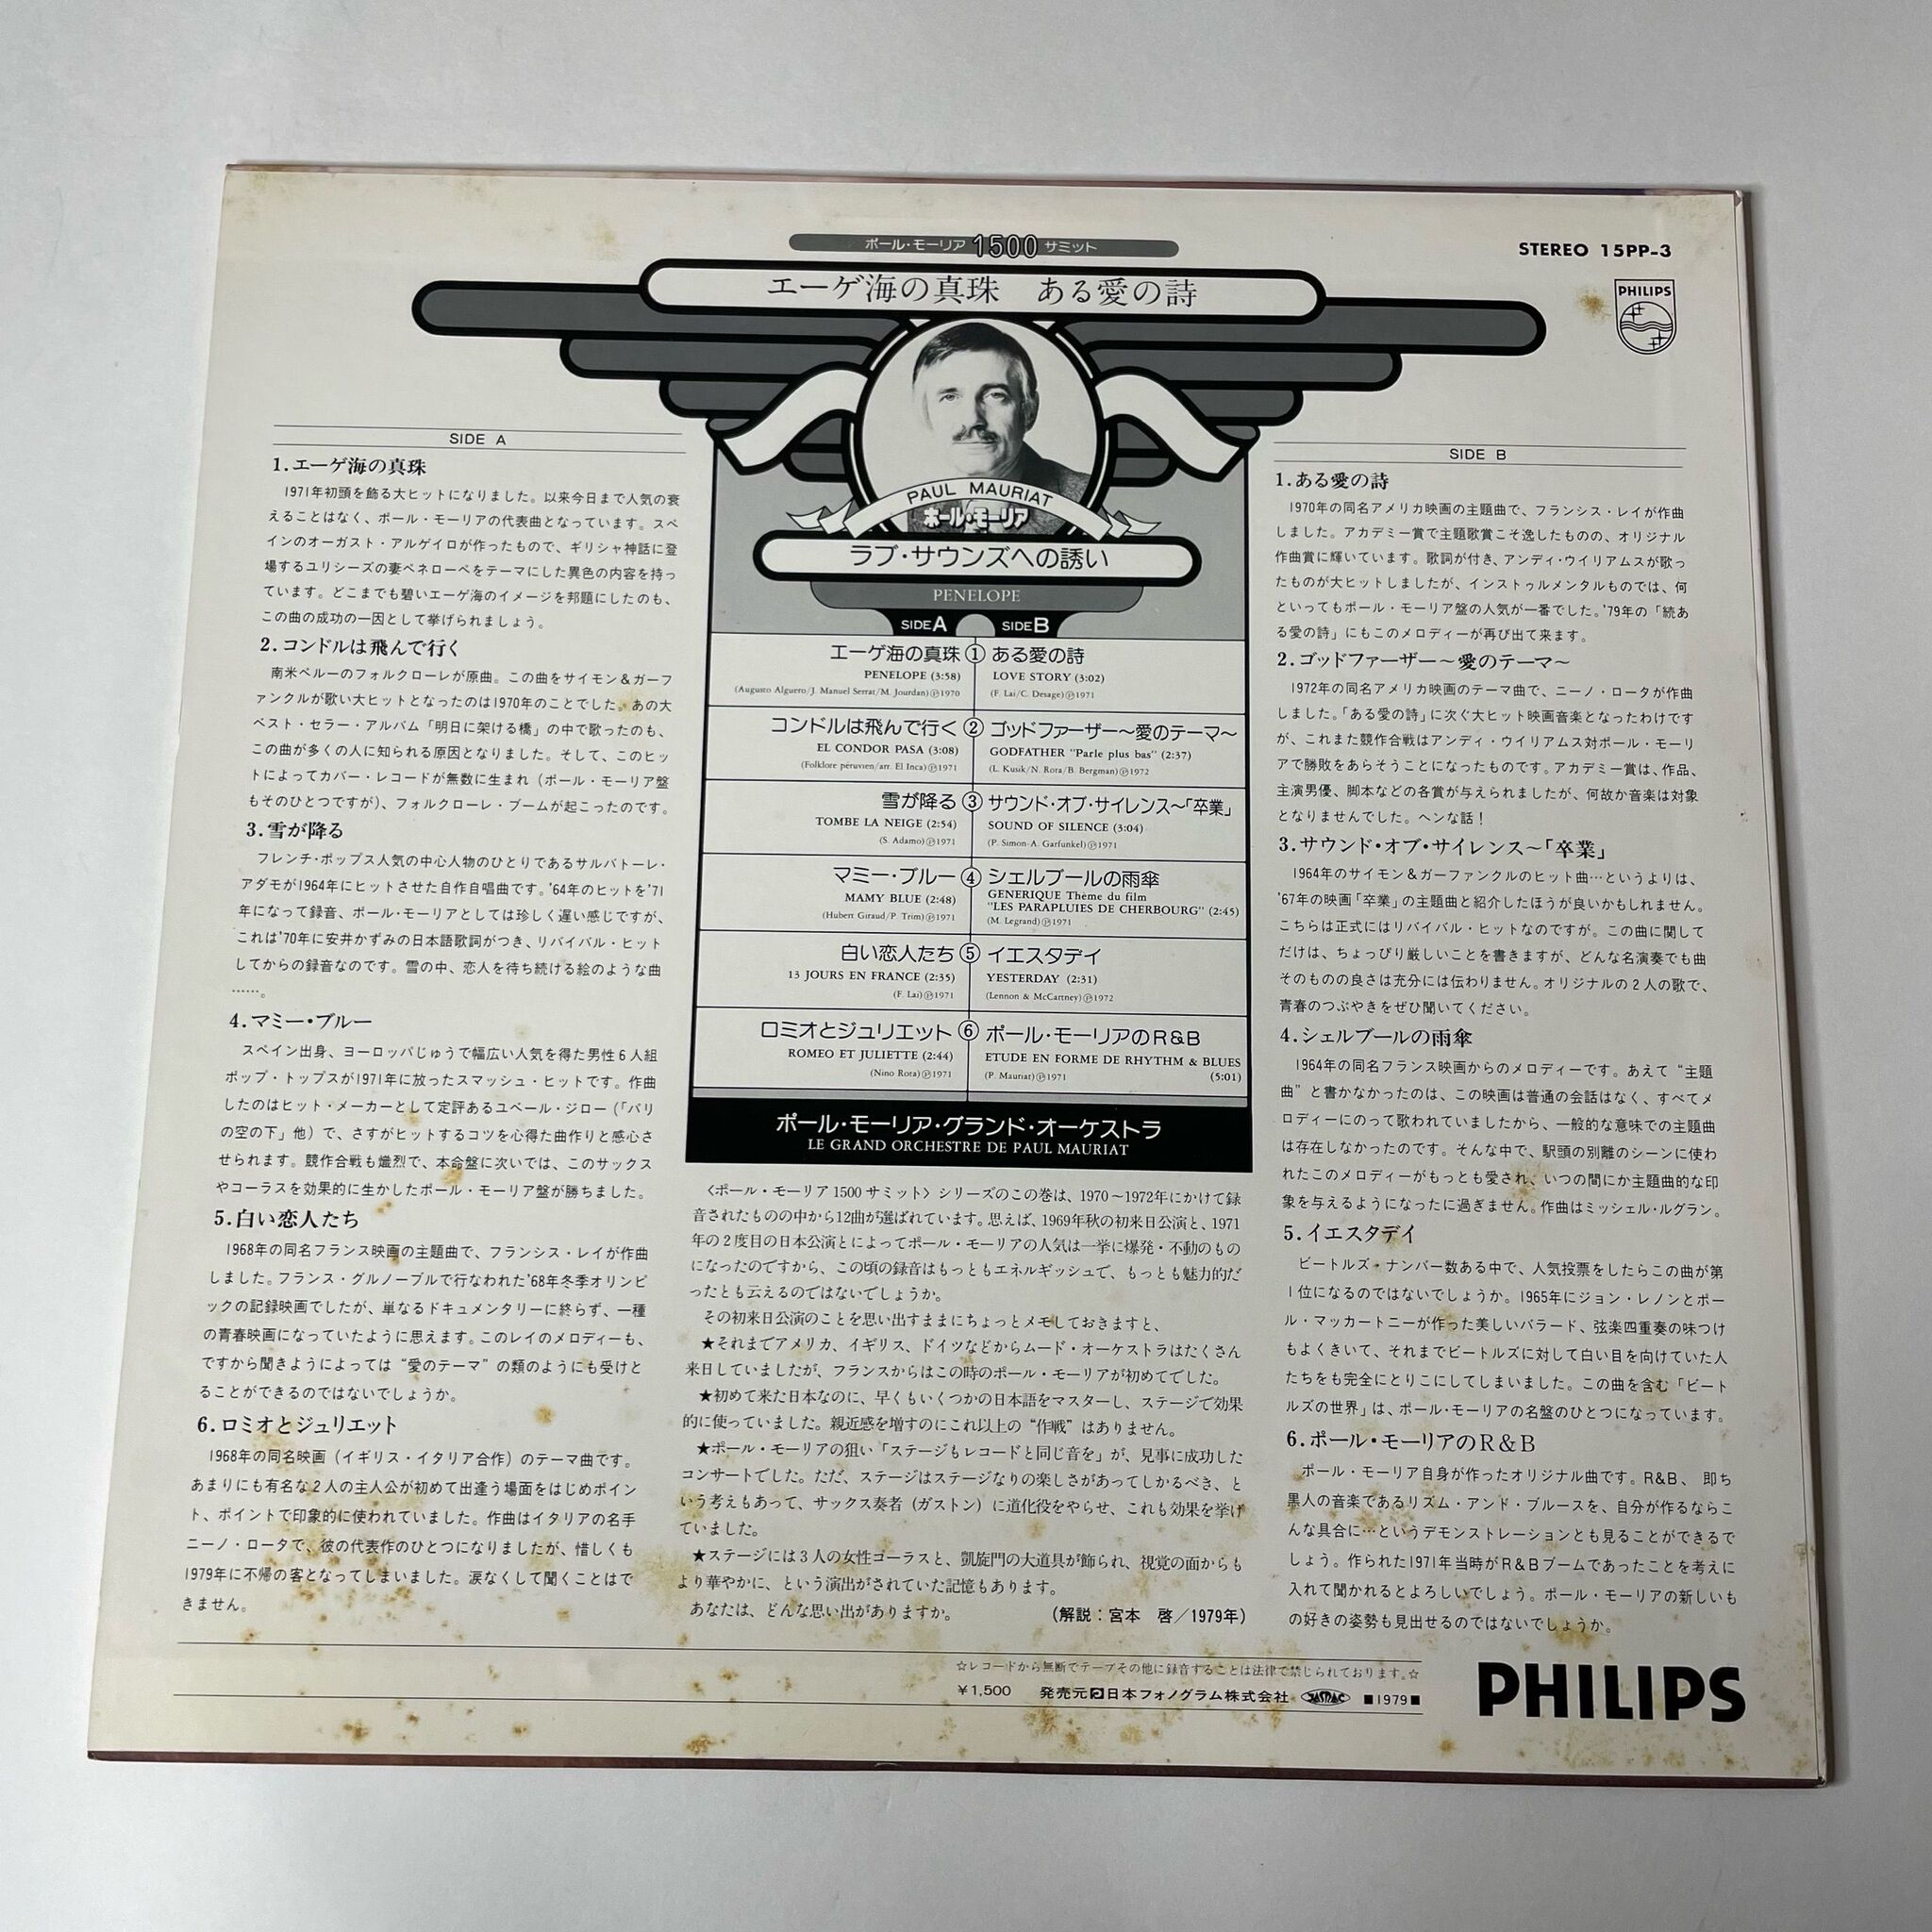 ポール・モーリア 1500 サミット
STEREO 15PP-3
PHILIPS
エーゲ海の真珠 ある愛の詩
PAUL MAURIAT
ポール・モーリア
ラブ・サウンズへの誘い
PENELOPE
SIDE A
1.エーゲ海の真珠
1971年初頭を飾る大ヒットになりました。以来今日まで人気の衰
えることはなく、ポール・モーリアの代表曲となっています。スペ
インのオーガスト・アルゲイロが作ったもので、ギリシャ神話に登
場するユリシーズの妻ペネローペをテーマにした異色の内容を持っ
ています。どこまでも碧いエーゲ海のイメージを邦題にしたのも、
この曲の成功の一因として挙げられましょう。
2.コンドルは飛んで行く
南米ペルーのフォルクローレが原曲。この曲をサイモン&ガーフ
ァンクルが歌い大ヒットとなったのは1970年のことでした。あの大
ベスト・セラー・アルバム「明日に架ける橋」の中で歌ったのも、
この曲が多くの人に知られる原因となりました。そして、このヒッ
トによってカバー・レコードが無数に生まれ（ポール・モーリア盤
もそのひとつですが）、フォルクローレ・ブームが起こったのです。
3.雪が降る
フレンチ・ポップス人気の中心人物のひとりであるサルバトーレ・
アダモが1964年にヒットさせた自作自唱曲です。'64年のヒットを'71
年になって録音、ポール・モーリアとしては珍しく遅い感じですが、
これは'70年に安井かずみの日本語歌詞がつき、リバイバル・ヒット
してからの録音なのです。雪の中、恋人を待ち続ける絵のような曲
……。
4.マミー・ブルー
スペイン出身、ヨーロッパじゅうで幅広い人気を得た男性6人組
ポップ・トップスが1971年に放ったスマッシュ・ヒットです。作曲
したのはヒット・メーカーとして定評あるユベール・ジロー（「パリ
の空の下」他）で、さすがヒットするコツを心得た曲作りと感心さ
せられます。競作合戦も熾烈で、本命盤に次いでは、このサックス
やコーラスを効果的に生かしたポール・モーリア盤が勝ちました。
5.白い恋人たち
1968年の同名フランス映画の主題曲で、フランシス・レイが作曲
しました。フランス・グルノーブルで行なわれた'68年冬季オリンピ
ックの記録映画でしたが、単なるドキュメンタリーに終らず、一種
の青春映画になっていたように思えます。このレイのメロディーも、
ですから聞きようによっては“愛のテーマ”の類のようにも受けと
ることができるのではないでしょうか。
6.ロミオとジュリエット
1968年の同名映画（イギリス・イタリア合作）のテーマ曲です。
あまりにも有名な2人の主人公が初めて出逢う場面をはじめポイン
ト、ポイントで印象的に使われていました。作曲はイタリアの名手
ニーノ・ロータで、彼の代表作のひとつになりましたが、惜しくも
1979年に不帰の客となってしまいました。涙なくして聞くことはで
きません。
SIDE A SIDE B
エーゲ海の真珠 ① ある愛の詩
PENELOPE (3:58) LOVE STORY (3:02)
(Augusto Alguero/J. Manuel Serrat/M. Jourdan)Ⓟ1970 (F. Lai/C. Desage)Ⓟ1971
コンドルは飛んで行く ② ゴッドファーザー〜愛のテーマ〜
EL CONDOR PASA (3:08) GODFATHER "Parle plus bas" (2:37)
(Folklore péruvien/arr. El Inca)Ⓟ1971 (L. Kusik/N. Rora/B. Bergman)Ⓟ1972
雪が降る ③ サウンド・オブ・サイレンス〜「卒業」
TOMBE LA NEIGE (2:54) SOUND OF SILENCE (3:04)
(S. Adamo)Ⓟ1971 (P. Simon-A. Garfunkel)Ⓟ1971
マミー・ブルー ④ シェルブールの雨傘
MAMY BLUE (2:48) GENERIQUE Thème du film
"LES PARAPLUIES DE CHERBOURG" (2:45)
(Hubert Giraud/P. Trim)Ⓟ1971 (M. Legrand)Ⓟ1971
白い恋人たち ⑤ イエスタデイ
13 JOURS EN FRANCE (2:35) YESTERDAY (2:31)
(F. Lai)Ⓟ1971 (Lennon & McCartney)Ⓟ1972
ロミオとジュリエット ⑥ ポール・モーリアのR&B
ROMEO ET JULIETTE (2:44) ETUDE EN FORME DE RHYTHM & BLUES
(Nino Rora)Ⓟ1971 (P. Mauriat)Ⓟ1971 (5:01)
ポール・モーリア・グランド・オーケストラ
LE GRAND ORCHESTRE DE PAUL MAURIAT
〈ポール・モーリア1500サミット〉シリーズのこの巻は、1970〜1972年にかけて録
音されたものの中から12曲が選ばれています。思えば、1969年秋の初来日公演と、1971
年の2度目の日本公演とによってポール・モーリアの人気は一挙に爆発・不動のもの
になったのですから、この頃の録音はもっともエネルギッシュで、もっとも魅力的だ
ったとも云えるのではないでしょうか。
その初来日公演のことを思い出すままにちょっとメモしておきますと、
★それまでアメリカ、イギリス、ドイツなどからムード・オーケストラはたくさん
来日していましたが、フランスからはこの時のポール・モーリアが初めてでした。
★初めて来た日本なのに、早くもいくつかの日本語をマスターし、ステージで効果
的に使っていました。親近感を増すのにこれ以上の“作戦”はありません。
★ポール・モーリアの狙い「ステージもレコードと同じ音を」が、見事に成功した
コンサートでした。ただ、ステージはステージなりの楽しさがあってしかるべき、と
いう考えもあって、サックス奏者（ガストン）に道化役をやらせ、これも効果を挙げ
ていました。
★ステージには3人の女性コーラスと、凱旋門の大道具が飾られ、視覚の面からも
より華やかに、という演出がされていた記憶もあります。
あなたは、どんな思い出がありますか。 （解説：宮本 啓／1979年）
SIDE B
1.ある愛の詩
1970年の同名アメリカ映画の主題曲で、フランシス・レイが作曲
しました。アカデミー賞で主題歌賞こそ逸したものの、オリジナル
作曲賞に輝いています。歌詞が付き、アンディ・ウイリアムスが歌っ
たものが大ヒットしましたが、インストゥルメンタルものでは、何
といってもポール・モーリア盤の人気が一番でした。'79年の「続あ
る愛の詩」にもこのメロディーが再び出て来ます。
2.ゴッドファーザー〜愛のテーマ〜
1972年の同名アメリカ映画のテーマ曲で、ニーノ・ロータが作曲
しました。「ある愛の詩」に次ぐ大ヒット映画音楽となったわけです
が、これまた競作合戦はアンディ・ウイリアムス対ポール・モーリ
アで勝敗をあらそうことになったものです。アカデミー賞は、作品、
主演男優、脚本などの各賞が与えられましたが、何故か音楽は対象
となりませんでした。ヘンな話！
3.サウンド・オブ・サイレンス〜「卒業」
1964年のサイモン&ガーファンクルのヒット曲…というよりは、
'67年の映画「卒業」の主題曲と紹介したほうが良いかもしれません。
こちらは正式にはリバイバル・ヒットなのですが。この曲に関して
だけは、ちょっぴり厳しいことを書きますが、どんな名演奏でも曲
そのものの良さは充分には伝わりません。オリジナルの2人の歌で、
青春のつぶやきをぜひ聞いてください。
4.シェルブールの雨傘
1964年の同名フランス映画からのメロディーです。あえて“主題
曲”と書かなかったのは、この映画は普通の会話はなく、すべてメ
ロディーにのって歌われていましたから、一般的な意味での主題曲
は存在しなかったのです。そんな中で、駅頭の別離のシーンに使わ
れたこのメロディーがもっとも愛され、いつの間にか主題曲的な印
象を与えるようになったに過ぎません。作曲はミッシェル・ルグラン。
5.イエスタデイ
ビートルズ・ナンバー数ある中で、人気投票をしたらこの曲が第
1位になるのではないでしょうか。1965年にジョン・レノンとポー
ル・マッカートニーが作った美しいバラード、弦楽四重奏の味つけ
もよくきいて、それまでビートルズに対して白い目を向けていた人
たちをも完全にとりこにしてしまいました。この曲を含む「ビート
ルズの世界」は、ポール・モーリアの名盤のひとつになっています。
6.ポール・モーリアのR&B
ポール・モーリア自身が作ったオリジナル曲です。R&B、即ち
黒人の音楽であるリズム・アンド・ブルースを、自分が作るならこ
んな具合に…というデモンストレーションとも見ることができるで
しょう。作られた1971年当時がR&Bブームであったことを考えに
入れて聞かれるとよろしいでしょう。ポール・モーリアの新しいも
の好きの姿勢も見出せるのではないでしょうか。
☆レコードから無断でテープその他に録音することは法律で禁じられております。☆
¥1,500 発売元 日本フォノグラム株式会社 JASRAC ■1979■
PHILIPS